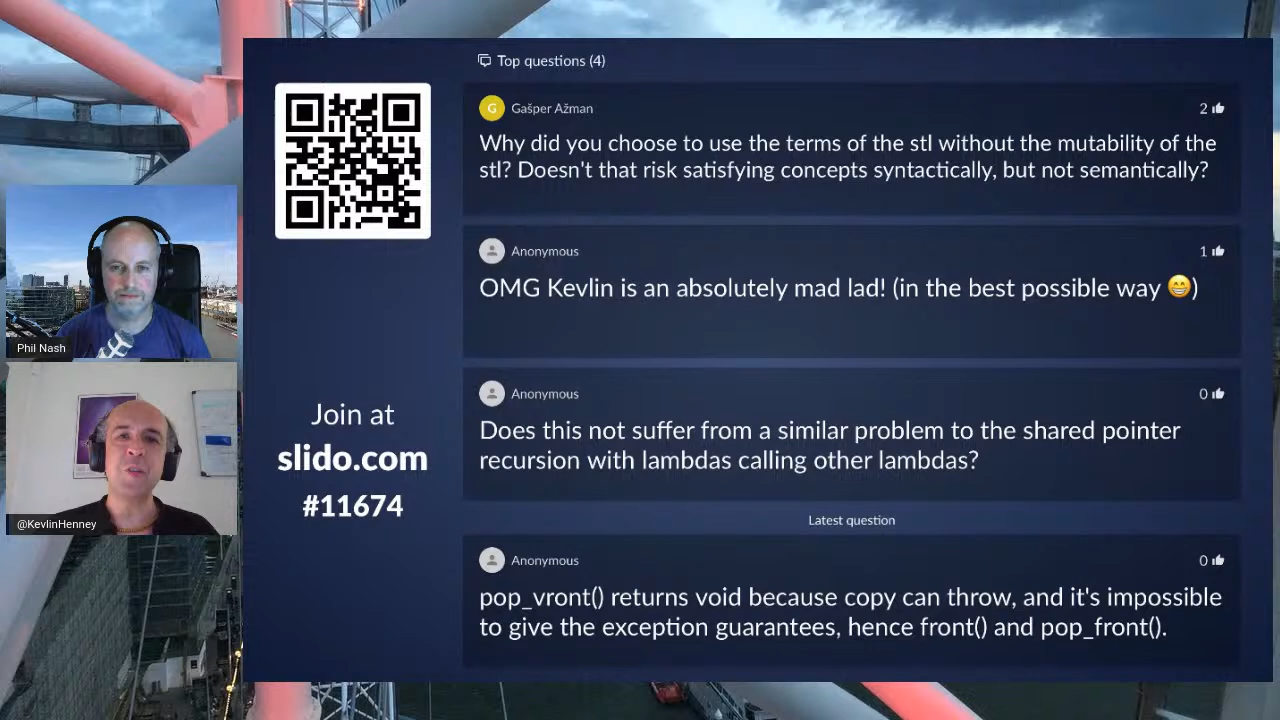 Top questions (4)
G
Gašper Ažman
2
Why did you choose to use the terms of the stl without the mutability of the
stl? Doesn't that risk satisfying concepts syntactically, but not semantically?
Anonymous
1
OMG Kevlin is an absolutely mad lad! (in the best possible way 😁)
Anonymous
0
Does this not suffer from a similar problem to the shared pointer
recursion with lambdas calling other lambdas?
Latest question
Anonymous
0
pop_vront() returns void because copy can throw, and it's impossible
to give the exception guarantees, hence front() and pop_front().
Join at
slido.com
#11674
Phil Nash
@KevlinHenney